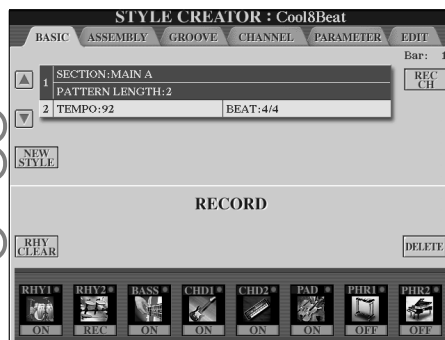 STYLE CREATOR : Cool8Beat
BASIC ASSEMBLY GROOVE CHANNEL PARAMETER EDIT
Bar: 1
1 SECTION:MAIN A
PATTERN LENGTH:2
REC CH
2 TEMPO:92 BEAT:4/4
NEW STYLE
RECORD
RHY CLEAR
DELETE
RHY1 RHY2 BASS CHD1 CHD2 PAD PHR1 PHR2
ON REC ON ON ON ON OFF OFF